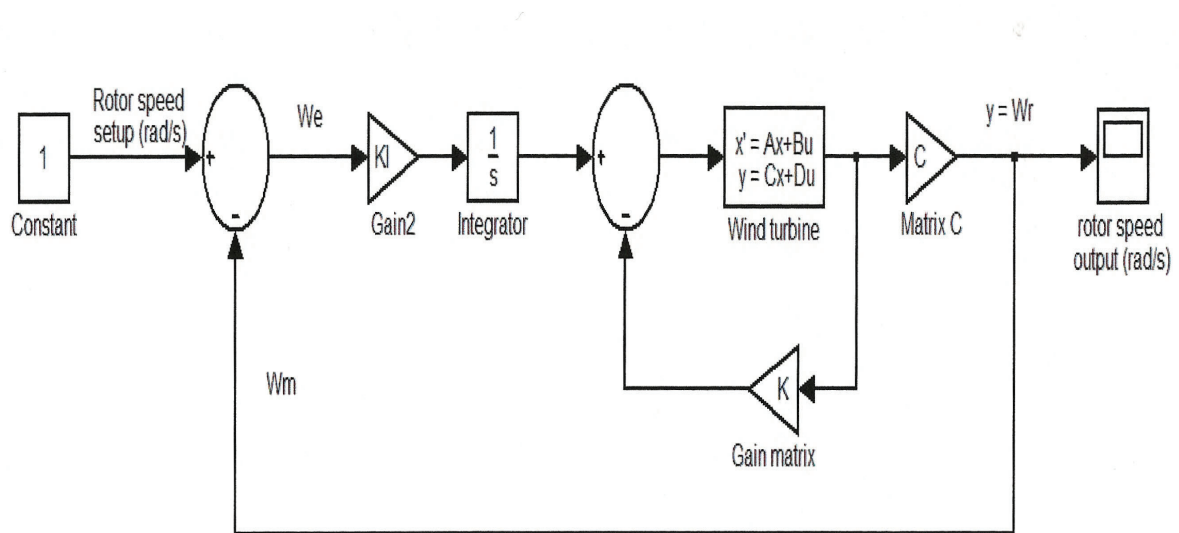 Rotor speed
setup (rad/s)
1
Constant
+
-
We
KI
Gain2
1
s
Integrator
+
-
x' = Ax+Bu
y = Cx+Du
Wind turbine
C
Matrix C
y = Wr
rotor speed
output (rad/s)
K
Gain matrix
Wm